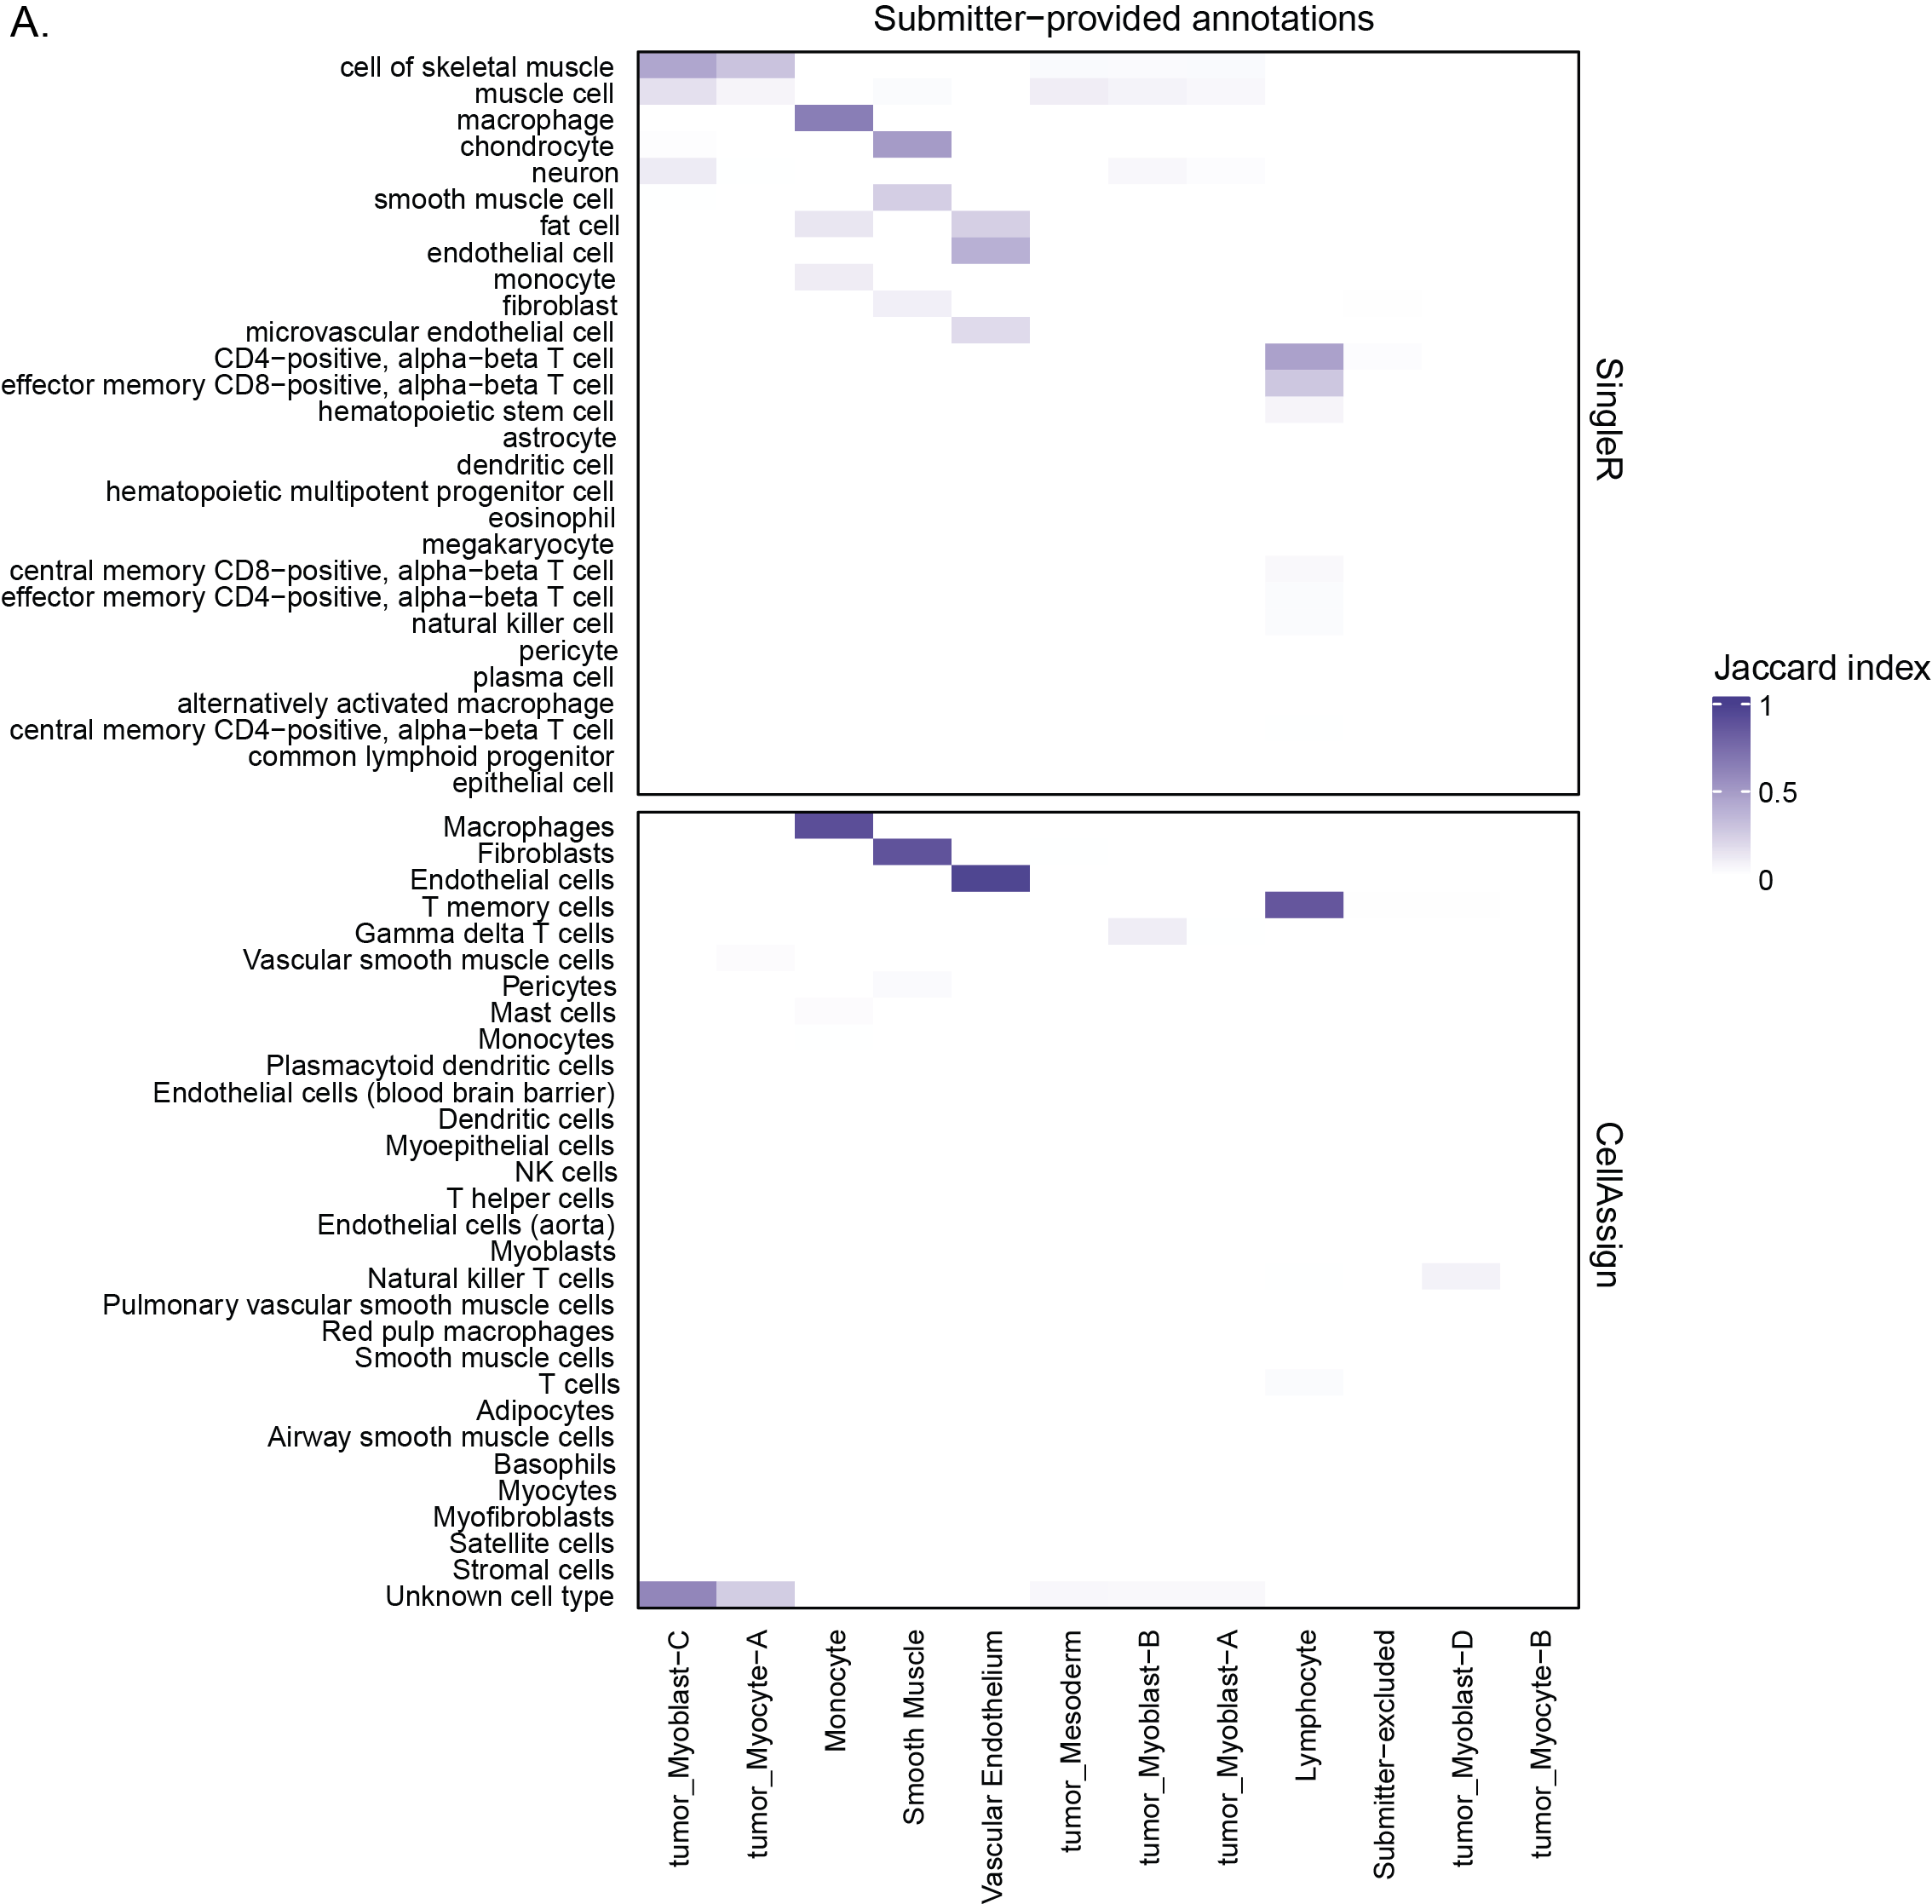 A.
Submitter−provided annotations
cell of skeletal muscle
muscle cell
macrophage
chondrocyte
neuron
smooth muscle cell
fat cell
endothelial cell
monocyte
fibroblast
microvascular endothelial cell
CD4−positive, alpha−beta T cell
effector memory CD8−positive, alpha−beta T cell
hematopoietic stem cell
astrocyte
dendritic cell
hematopoietic multipotent progenitor cell
eosinophil
megakaryocyte
central memory CD8−positive, alpha−beta T cell
effector memory CD4−positive, alpha−beta T cell
natural killer cell
pericyte
plasma cell
alternatively activated macrophage
central memory CD4−positive, alpha−beta T cell
common lymphoid progenitor
epithelial cell
SingleR
Macrophages
Fibroblasts
Endothelial cells
T memory cells
Gamma delta T cells
Vascular smooth muscle cells
Pericytes
Mast cells
Monocytes
Plasmacytoid dendritic cells
Endothelial cells (blood brain barrier)
Dendritic cells
Myoepithelial cells
NK cells
T helper cells
Endothelial cells (aorta)
Myoblasts
Natural killer T cells
Pulmonary vascular smooth muscle cells
Red pulp macrophages
Smooth muscle cells
T cells
Adipocytes
Airway smooth muscle cells
Basophils
Myocytes
Myofibroblasts
Satellite cells
Stromal cells
Unknown cell type
CellAssign
tumor_Myoblast−C
tumor_Myocyte−A
Monocyte
Smooth Muscle
Vascular Endothelium
tumor_Mesoderm
tumor_Myoblast−B
tumor_Myoblast−A
Lymphocyte
Submitter−excluded
tumor_Myoblast−D
tumor_Myocyte−B
Jaccard index
1
0.5
0